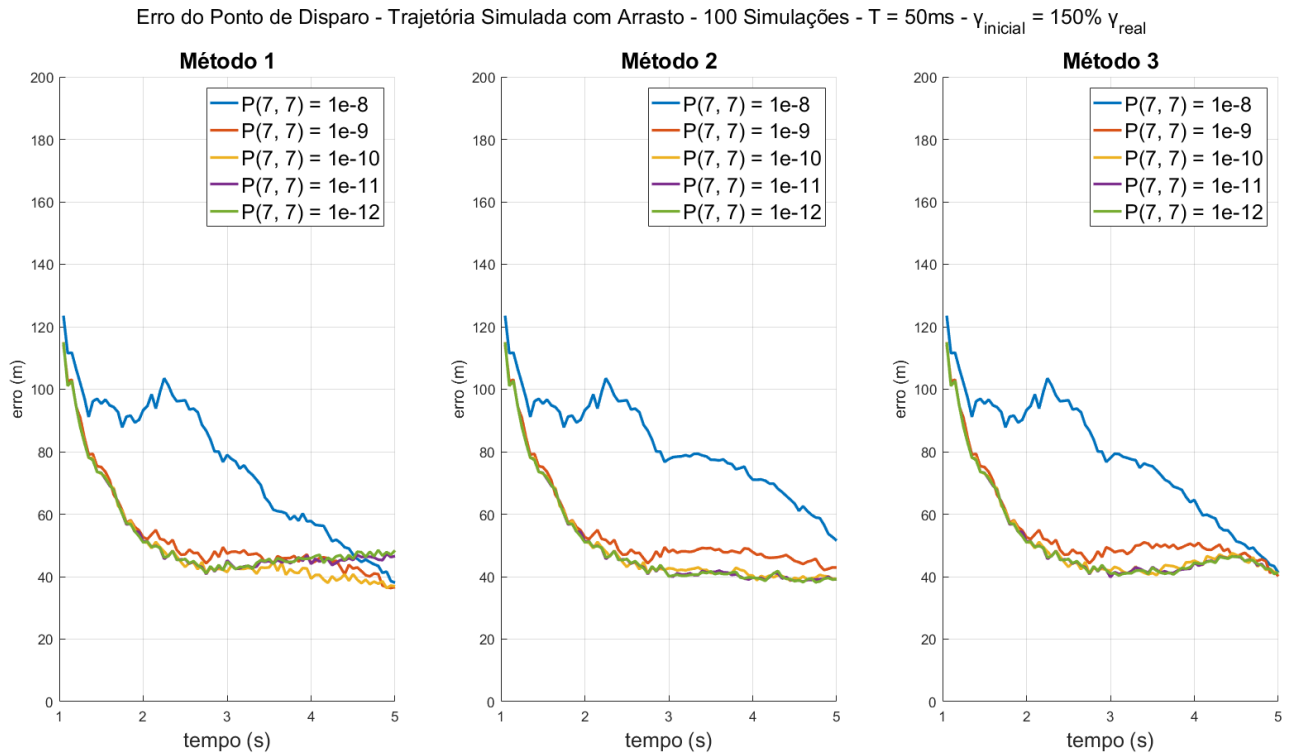 Erro do Ponto de Disparo - Trajetória Simulada com Arrasto - 100 Simulações - T = 50ms - γinicial = 150% γreal
Método 1
200
180
160
140
120
100
80
60
40
20
0
erro (m)
1
2
3
4
5
tempo (s)
P(7, 7) = 1e-8
P(7, 7) = 1e-9
P(7, 7) = 1e-10
P(7, 7) = 1e-11
P(7, 7) = 1e-12
Método 2
200
180
160
140
120
100
80
60
40
20
0
erro (m)
1
2
3
4
5
tempo (s)
P(7, 7) = 1e-8
P(7, 7) = 1e-9
P(7, 7) = 1e-10
P(7, 7) = 1e-11
P(7, 7) = 1e-12
Método 3
200
180
160
140
120
100
80
60
40
20
0
erro (m)
1
2
3
4
5
tempo (s)
P(7, 7) = 1e-8
P(7, 7) = 1e-9
P(7, 7) = 1e-10
P(7, 7) = 1e-11
P(7, 7) = 1e-12